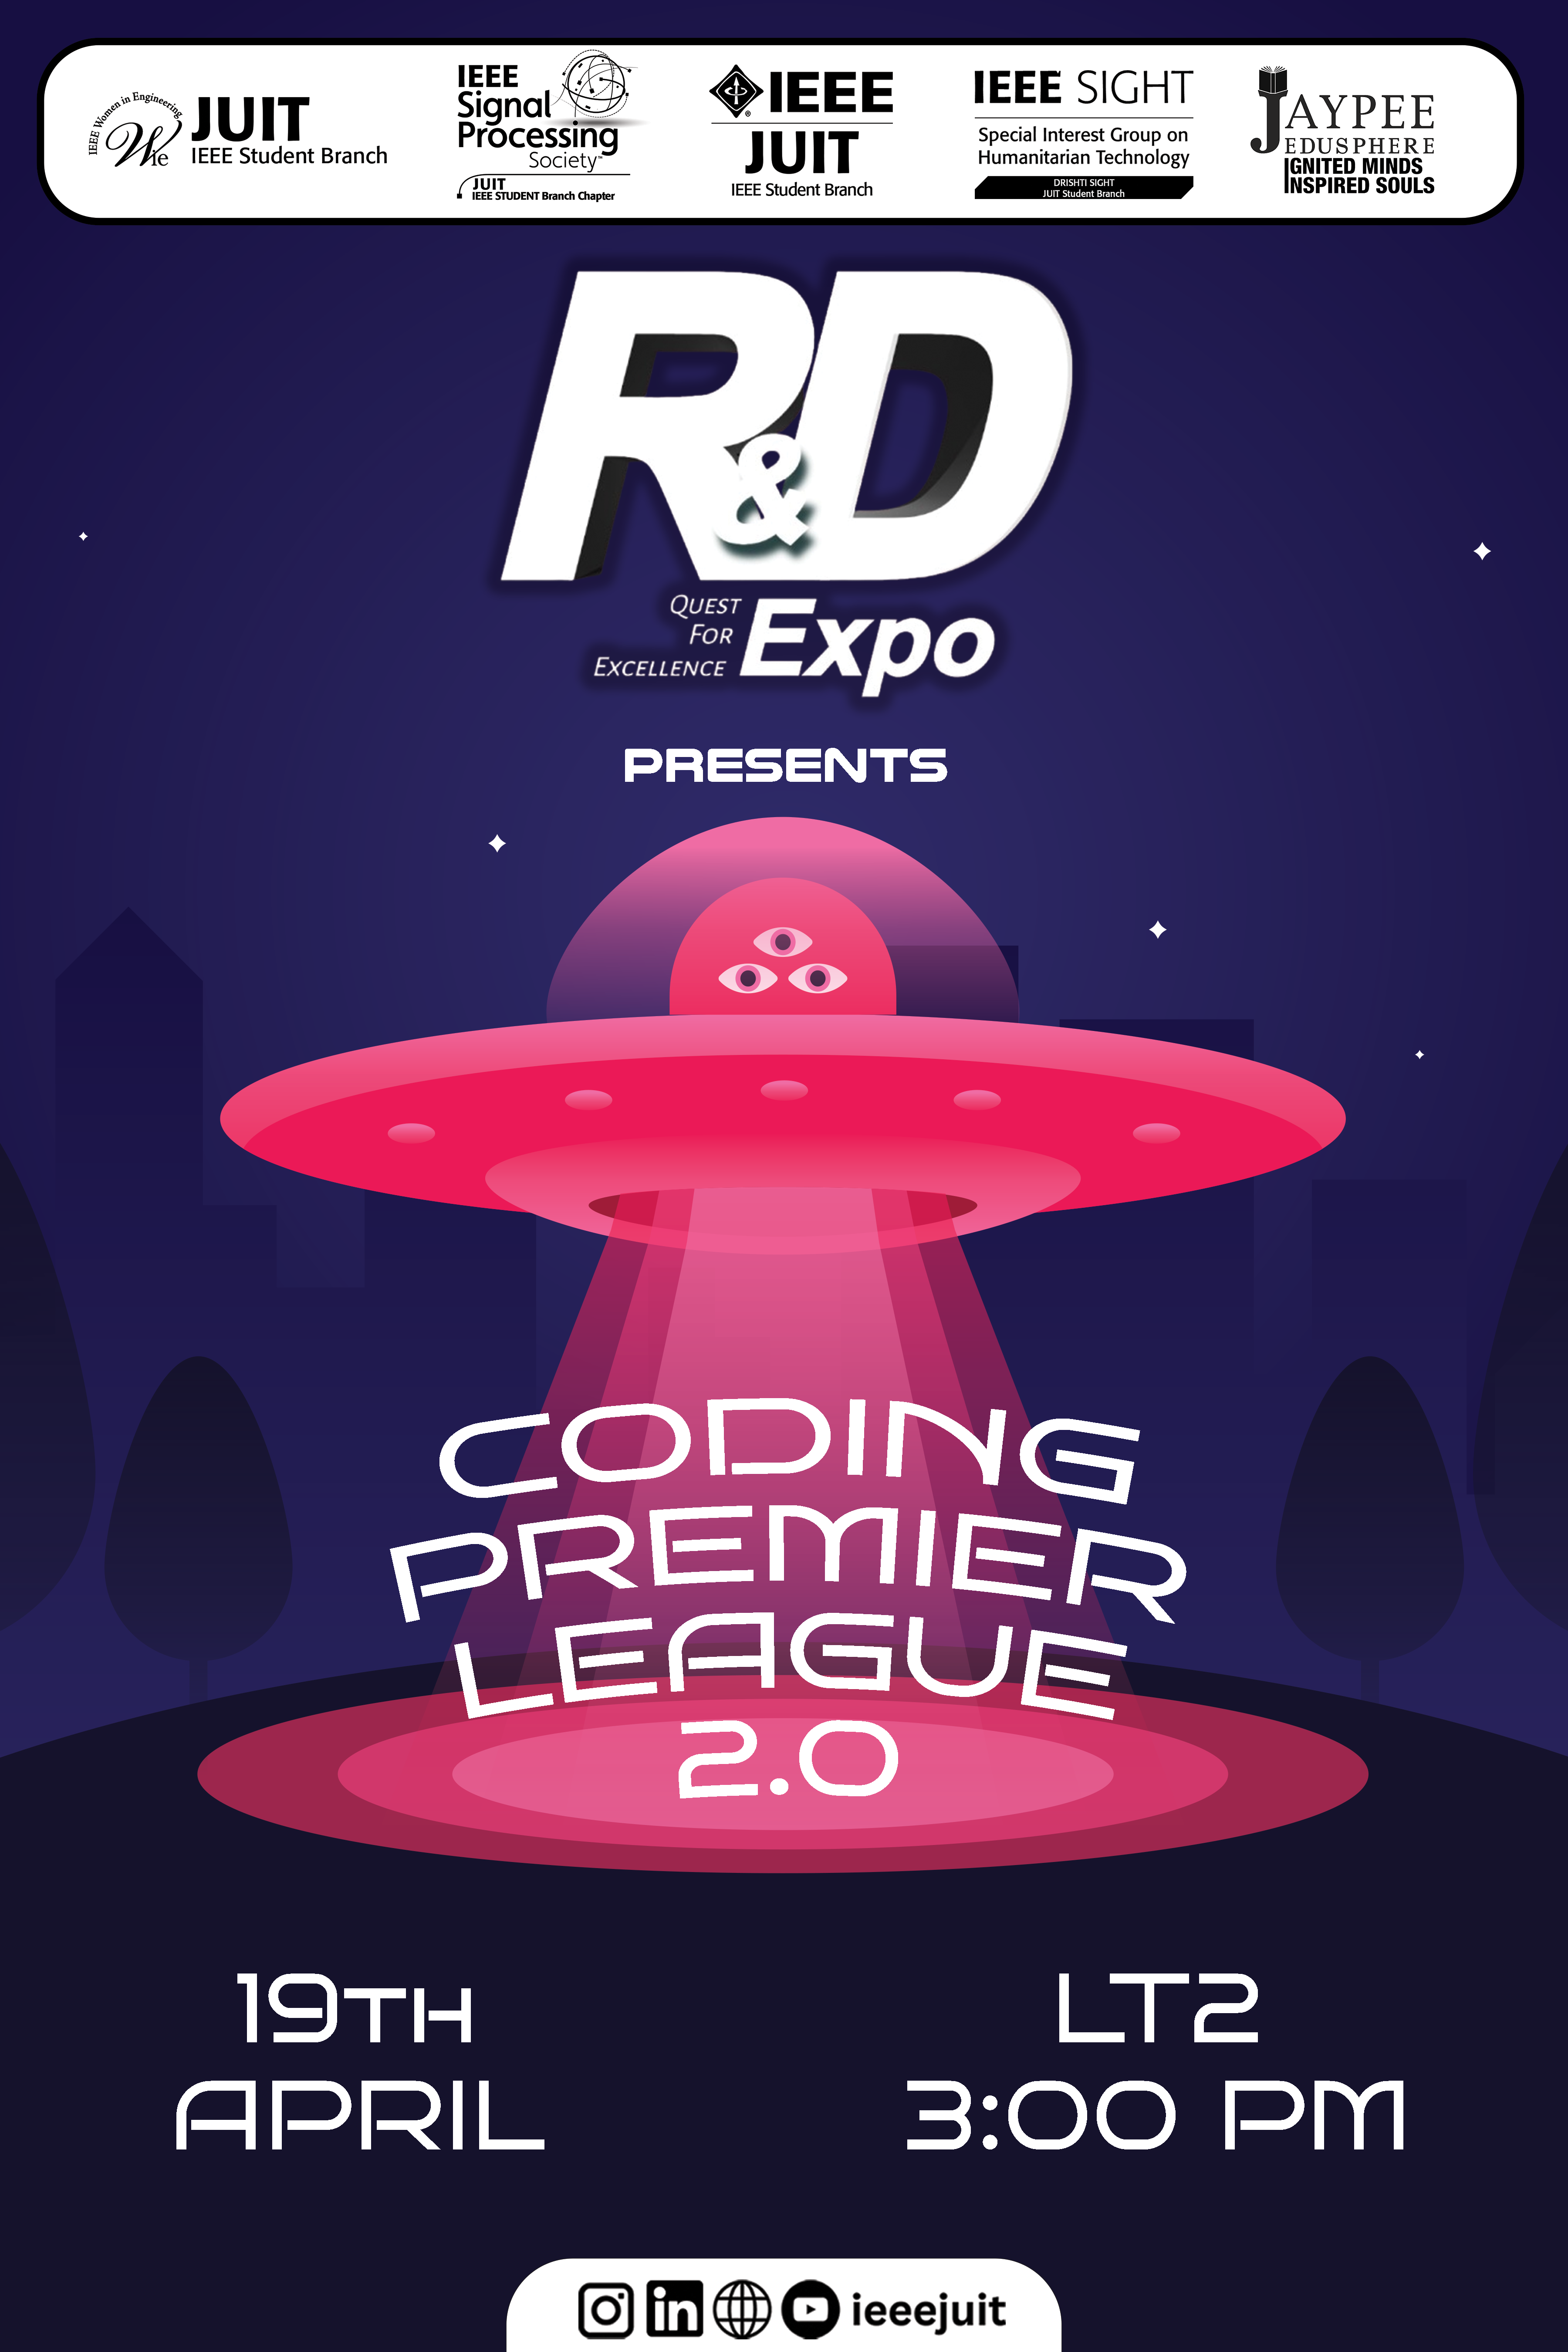 IEEE Women in Engineering
WIE
JUIT
IEEE Student Branch
IEEE
Signal
Processing
Society™
JUIT
IEEE STUDENT Branch Chapter
IEEE®
JUIT
IEEE Student Branch
IEEE SIGHT
Special Interest Group on
Humanitarian Technology
DRISHTI SIGHT
JUIT Student Branch
JAYPEE
EDUSPHERE
IGNITED MINDS
INSPIRED SOULS
R&D
QUEST
FOR
EXCELLENCE
Expo
PRESENTS
CODING
PREMIER
LEAGUE
2.0
19TH
APRIL
LT2
3:00 PM
in ieeejuit